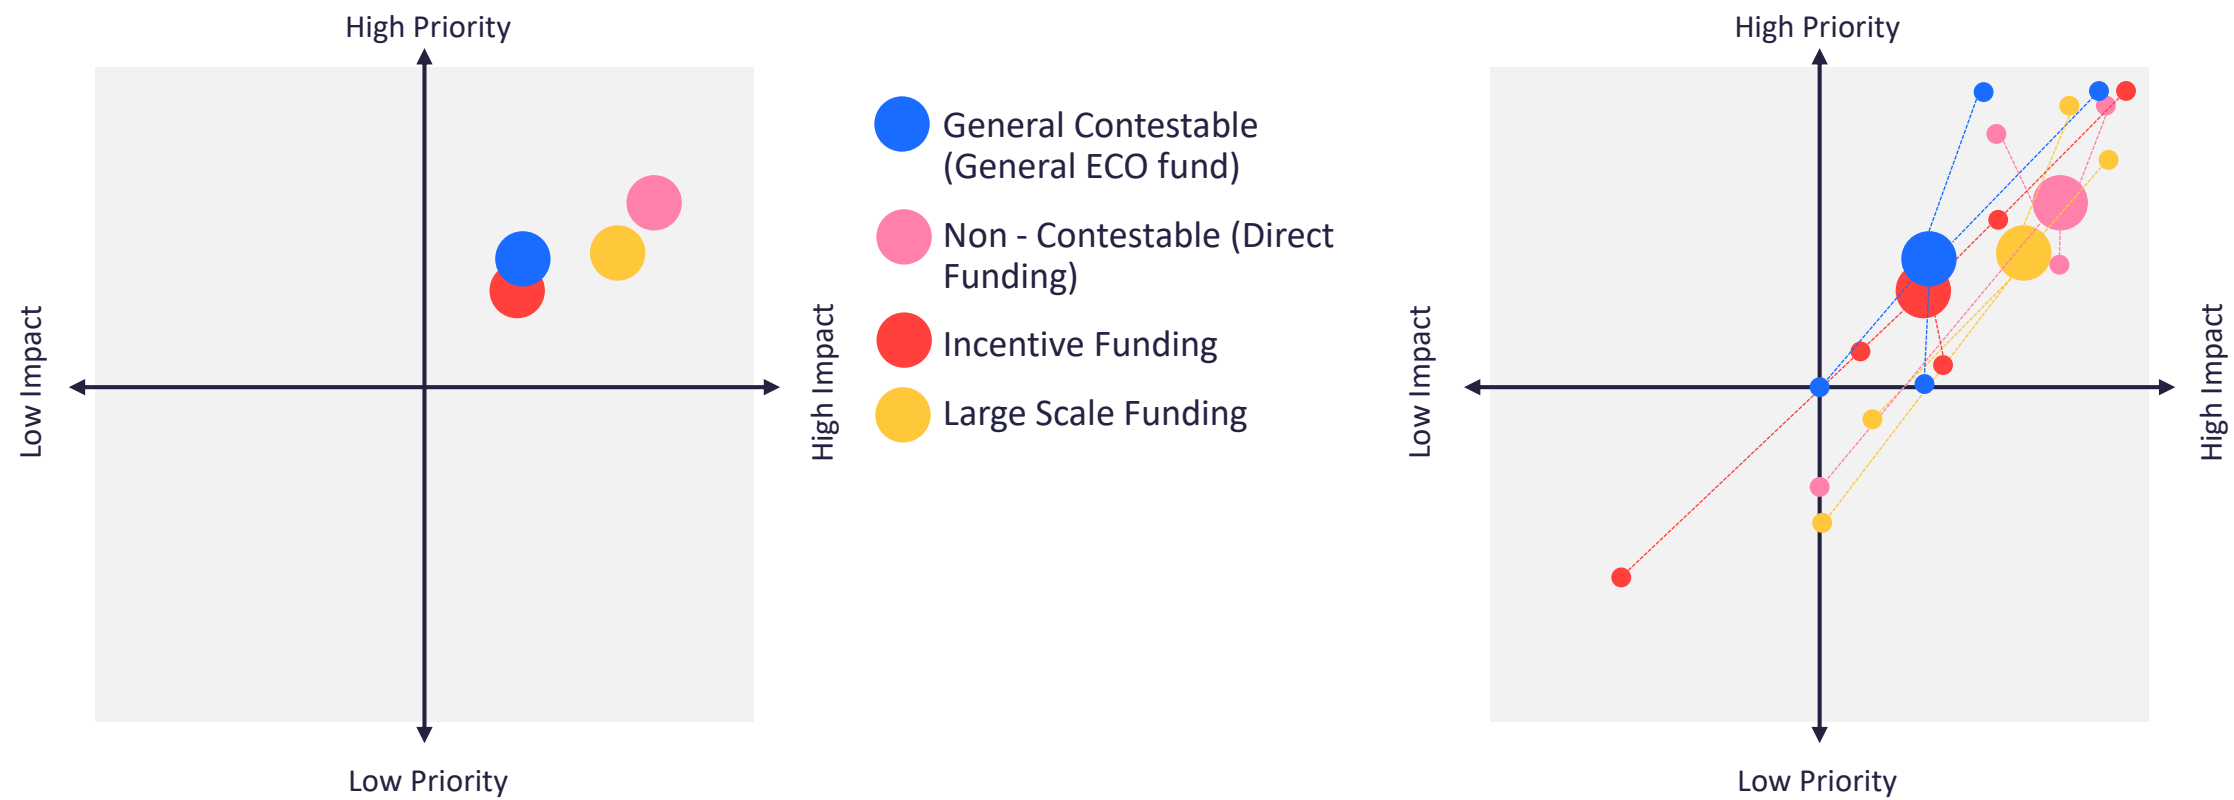 High Priority
Low Impact
High Impact
Low Priority
General Contestable
(General ECO fund)
Non - Contestable (Direct
Funding)
Incentive Funding
Large Scale Funding
High Priority
Low Impact
High Impact
Low Priority